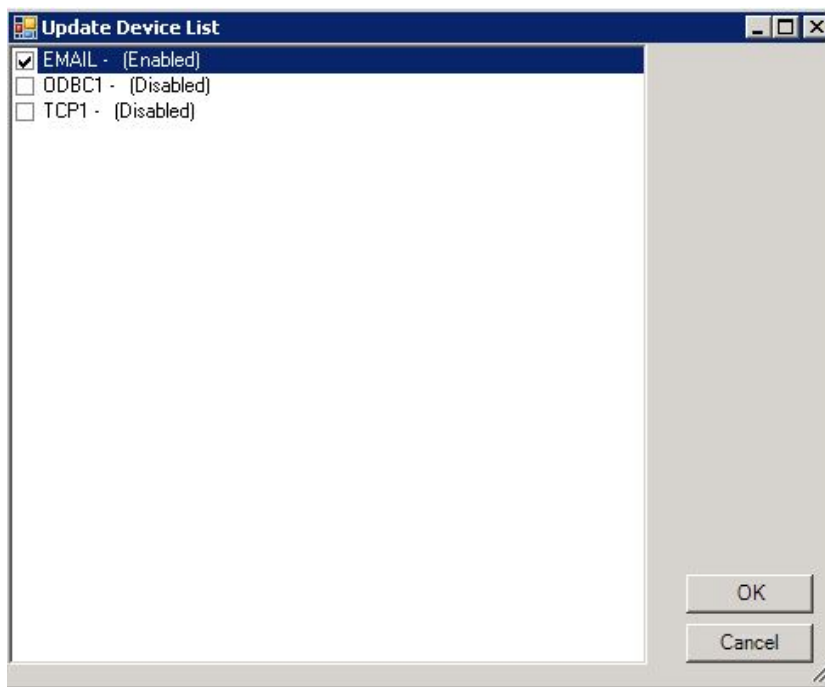 Update Device List
EMAIL - (Enabled)
ODBC1 - (Disabled)
TCP1 - (Disabled)
OK
Cancel